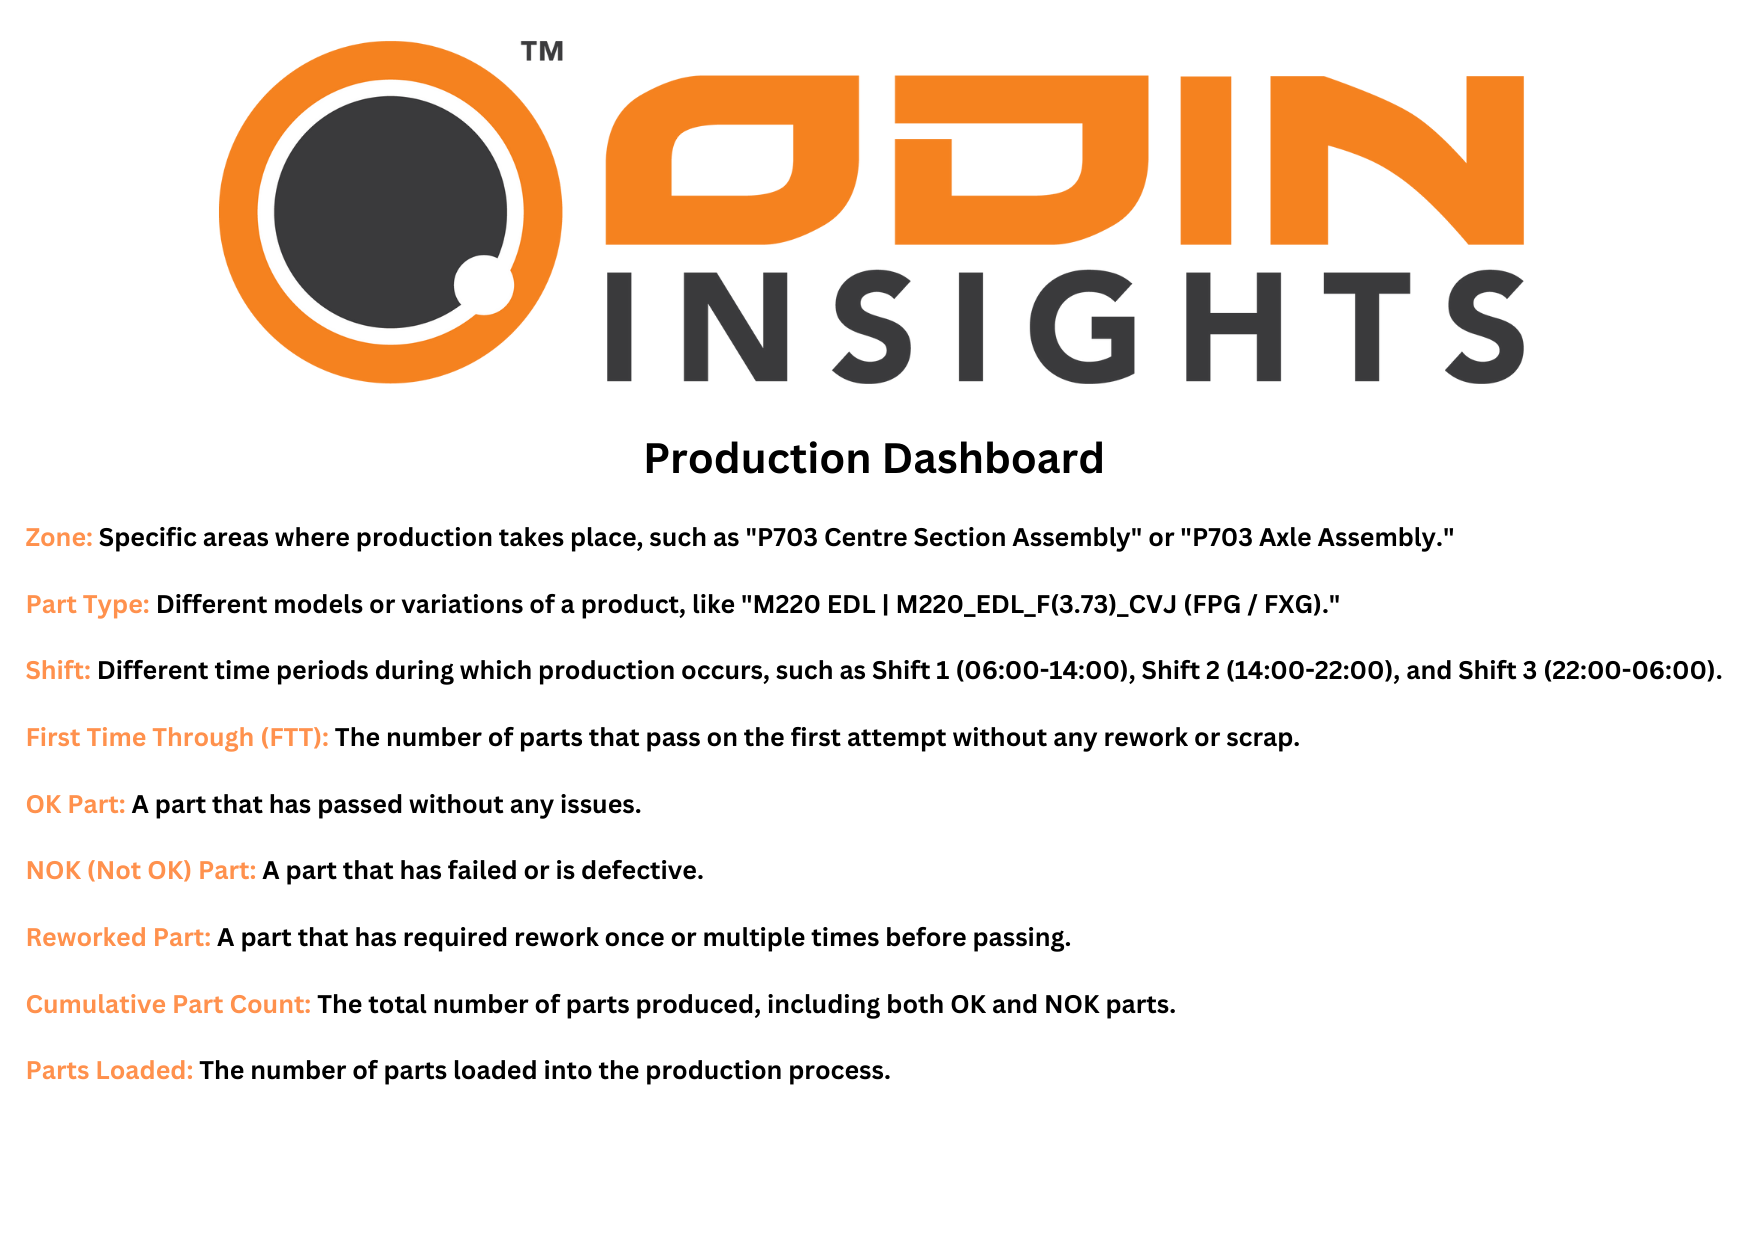 TM
ODIN
INSIGHTS
Production Dashboard
Zone: Specific areas where production takes place, such as "P703 Centre Section Assembly" or "P703 Axle Assembly."
Part Type: Different models or variations of a product, like "M220 EDL | M220_EDL_F(3.73)_CVJ (FPG / FXG)."
Shift: Different time periods during which production occurs, such as Shift 1 (06:00-14:00), Shift 2 (14:00-22:00), and Shift 3 (22:00-06:00).
First Time Through (FTT): The number of parts that pass on the first attempt without any rework or scrap.
OK Part: A part that has passed without any issues.
NOK (Not OK) Part: A part that has failed or is defective.
Reworked Part: A part that has required rework once or multiple times before passing.
Cumulative Part Count: The total number of parts produced, including both OK and NOK parts.
Parts Loaded: The number of parts loaded into the production process.